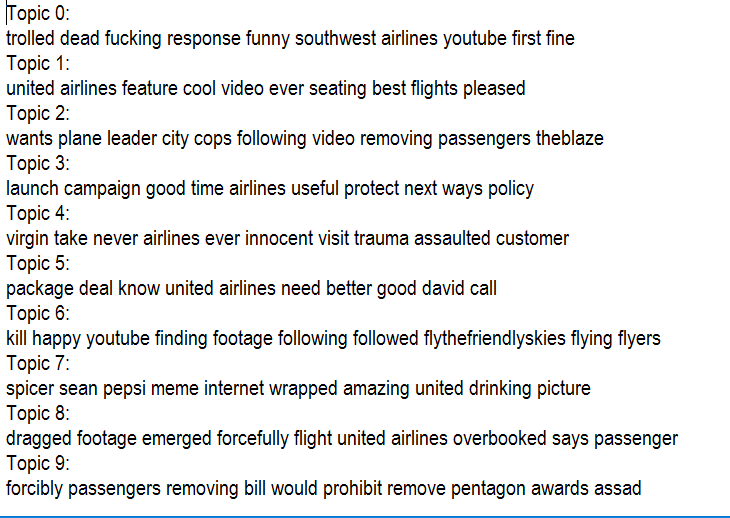 Topic 0:
trolled dead fucking response funny southwest airlines youtube first fine
Topic 1:
united airlines feature cool video ever seating best flights pleased
Topic 2:
wants plane leader city cops following video removing passengers theblaze
Topic 3:
launch campaign good time airlines useful protect next ways policy
Topic 4:
virgin take never airlines ever innocent visit trauma assaulted customer
Topic 5:
package deal know united airlines need better good david call
Topic 6:
kill happy youtube finding footage following followed flythefriendlyskies flying flyers
Topic 7:
spicer sean pepsi meme internet wrapped amazing united drinking picture
Topic 8:
dragged footage emerged forcefully flight united airlines overbooked says passenger
Topic 9:
forcibly passengers removing bill would prohibit remove pentagon awards assad